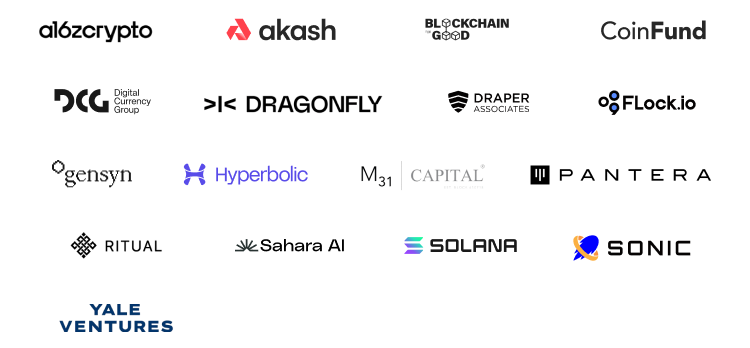 a16zcrypto
akash
BLOCKCHAIN
THE GOOD
CoinFund
DCG Digital
Currency
Group
DRAGONFLY
DRAPER
ASSOCIATES
FLock.io
gensyn
Hyperbolic
M31 CAPITAL®
PANTERA
RITUAL
Sahara AI
SOLANA
SONIC
YALE
VENTURES